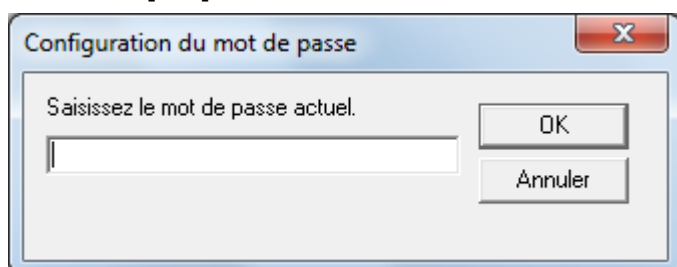 Configuration du mot de passe
Saisissez le mot de passe actuel.
OK
Annuler